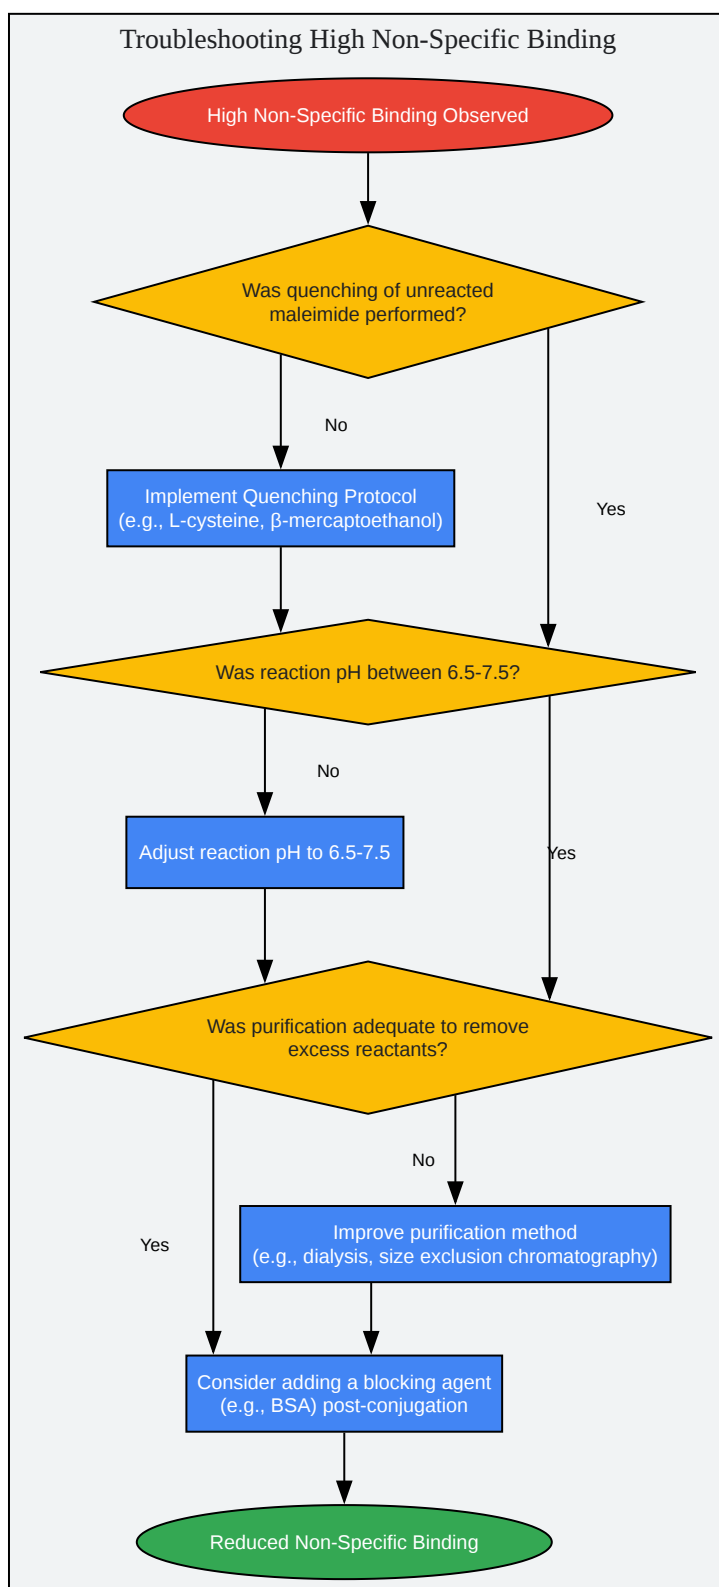 Troubleshooting High Non-Specific Binding
High Non-Specific Binding Observed
Was quenching of unreacted
maleimide performed?
No
Implement Quenching Protocol
(e.g., L-cysteine, β-mercaptoethanol)
Yes
Was reaction pH between 6.5-7.5?
No
Adjust reaction pH to 6.5-7.5
Yes
Was purification adequate to remove
excess reactants?
No
Improve purification method
(e.g., dialysis, size exclusion chromatography)
Yes
Consider adding a blocking agent
(e.g., BSA) post-conjugation
Reduced Non-Specific Binding